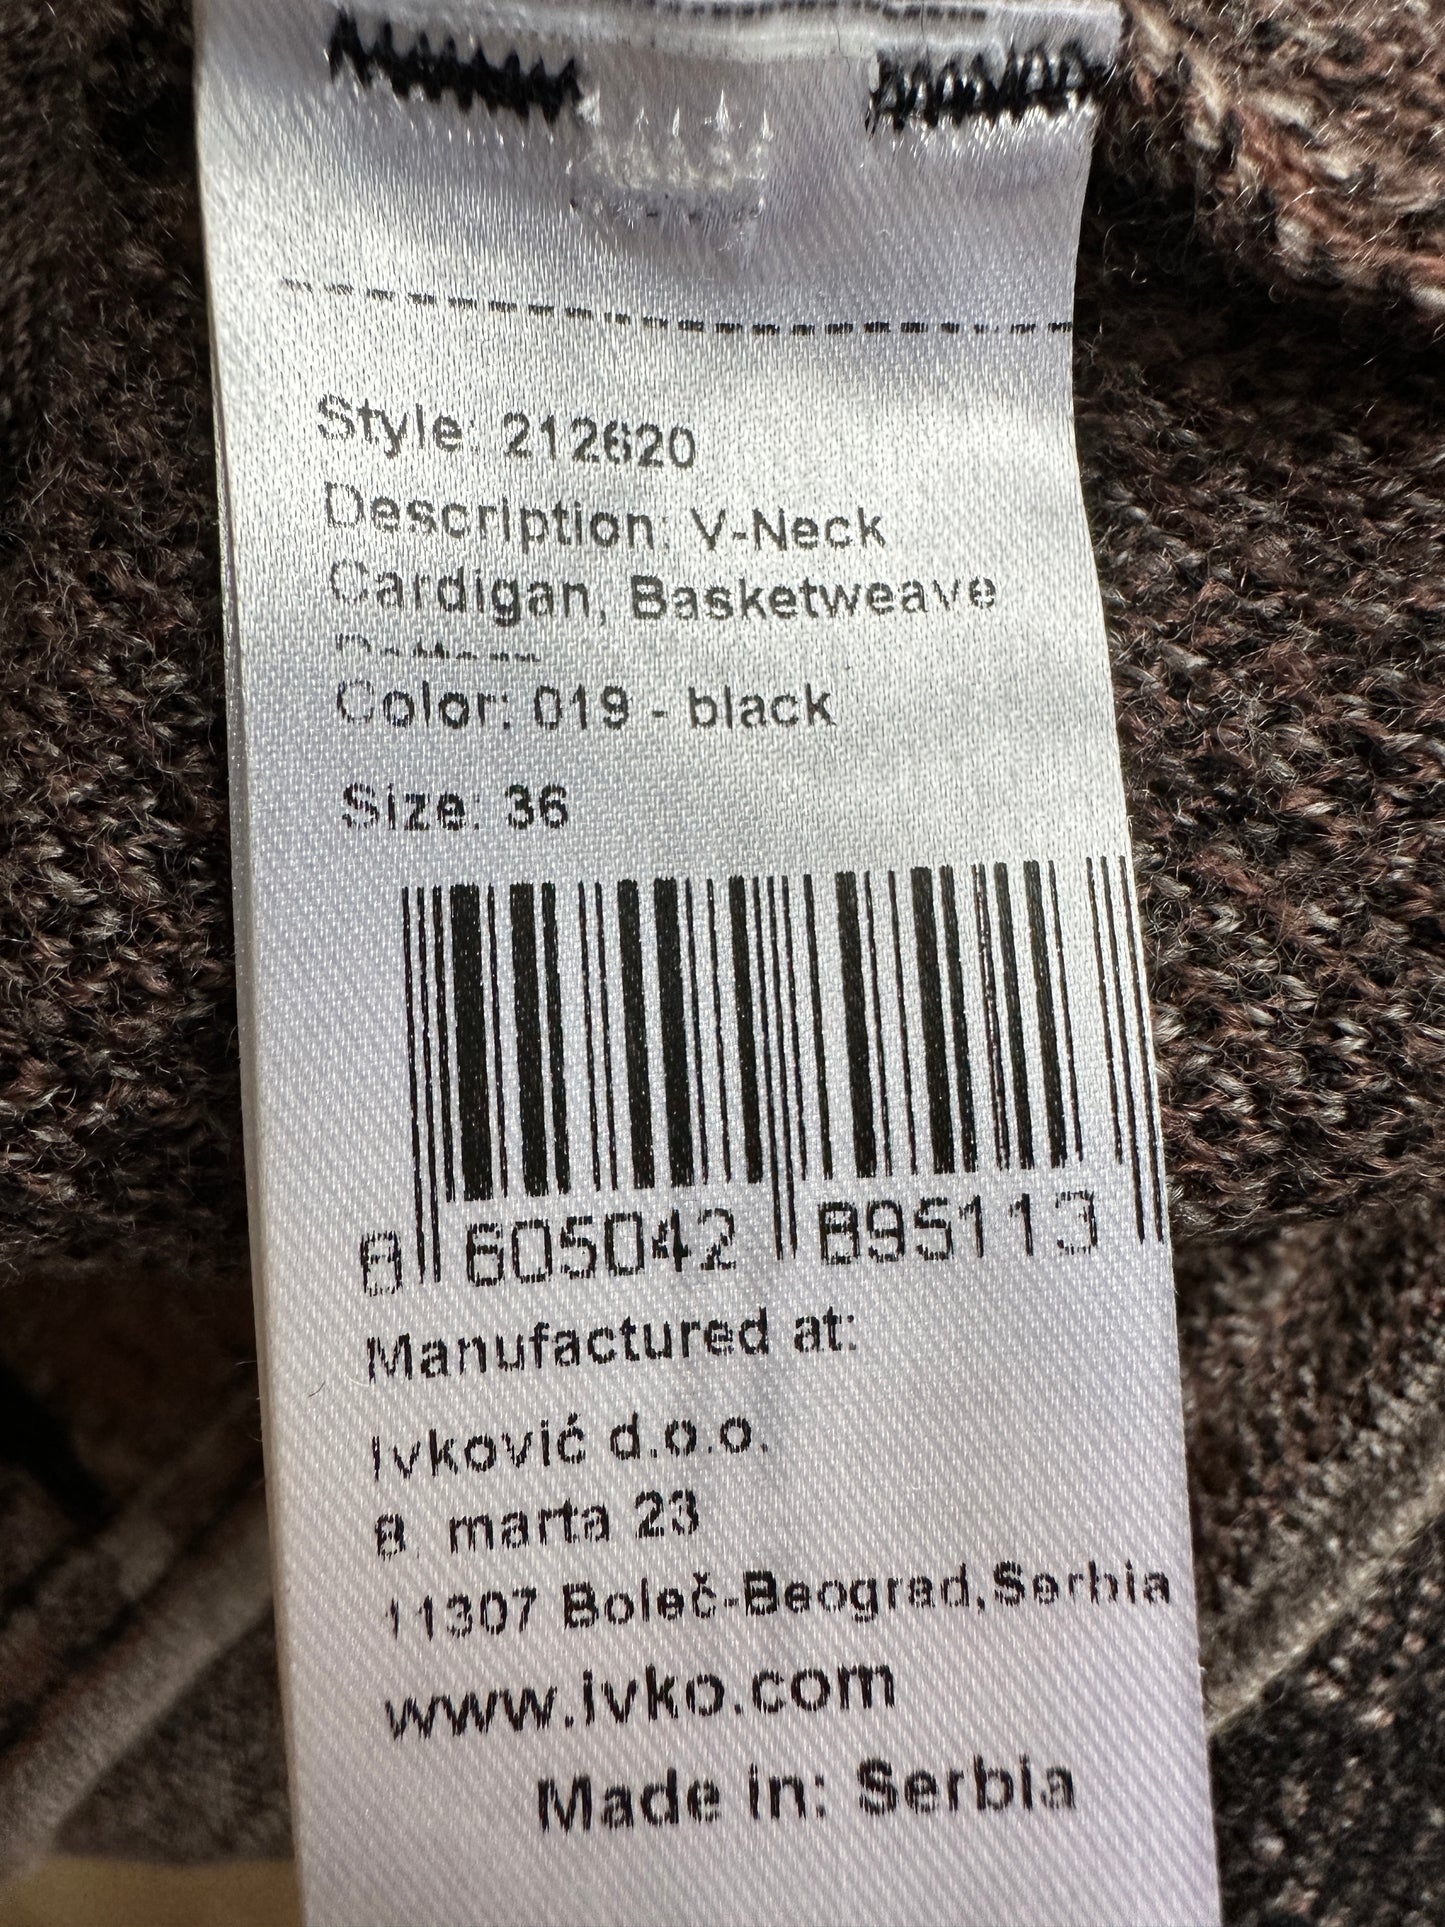 Style: 212620
Description: V-Neck
Cardigan, Basketweave
Color: 019 - black
Size: 36
8 605042 895113
Manufactured at:
Ivković d.o.o.
8. marta 23
11307 Boleč-Beograd,Serbia
www.ivko.com
Made in: Serbia